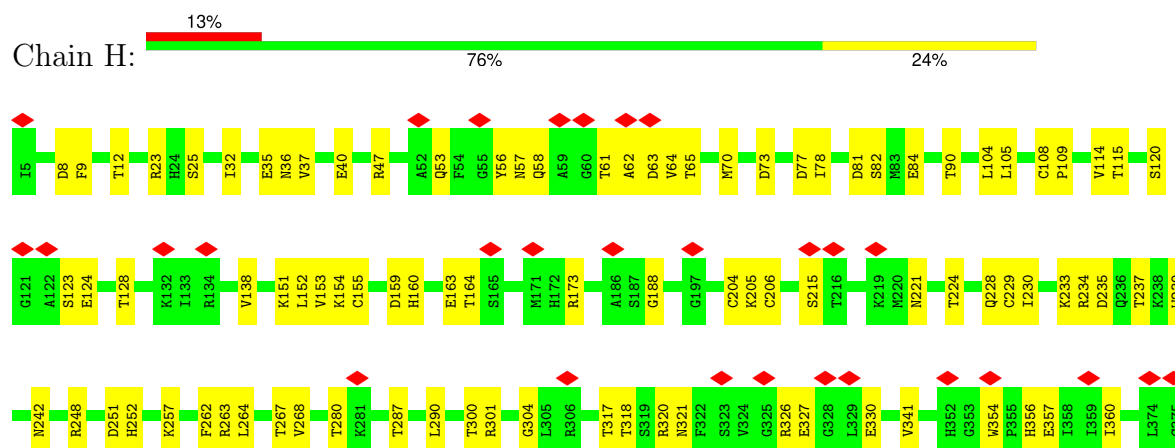 13%
Chain H:
76% 24%
I5 D8 F9 T12 R23 H24 S25 I32 E35 N36 V37 E40 R47 A52 Q53 F54 G55 Y56 N57 Q58 A59 G60 T61 A62 D63 V64 T65 M70 D73 D77 I78 D81 S82 M83 E84 T90 L104 L105 C108 P109 V114 T115 S120
G121 A122 S123 E124 T128 K132 I133 R134 V138 K151 L152 V153 K154 C155 D159 H160 E163 T164 S165 M171 H172 R173 A186 S187 G188 G197 C204 K205 C206 S215 T216 K219 M220 N221 T224 Q228 C229 I230 K233 R234 D235 Q236 T237 K238
N242 R248 D251 H252 K257 F262 R263 L264 T267 V268 T280 K281 T287 L290 T300 R301 G304 L305 R306 T317 T318 S319 R320 N321 F322 S323 V324 G325 R326 E327 G328 L329 E330 V341 H352 G353 W354 P355 H356 E357 I358 I359 I360 L374